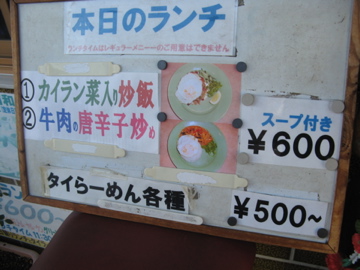 本日のランチ
ランチタイムはレギュラーメニューのご用意はできません
① カイラン菜入り炒飯
② 牛肉の唐辛子炒め
スープ付き
￥600
タイらーめん各種
￥500~